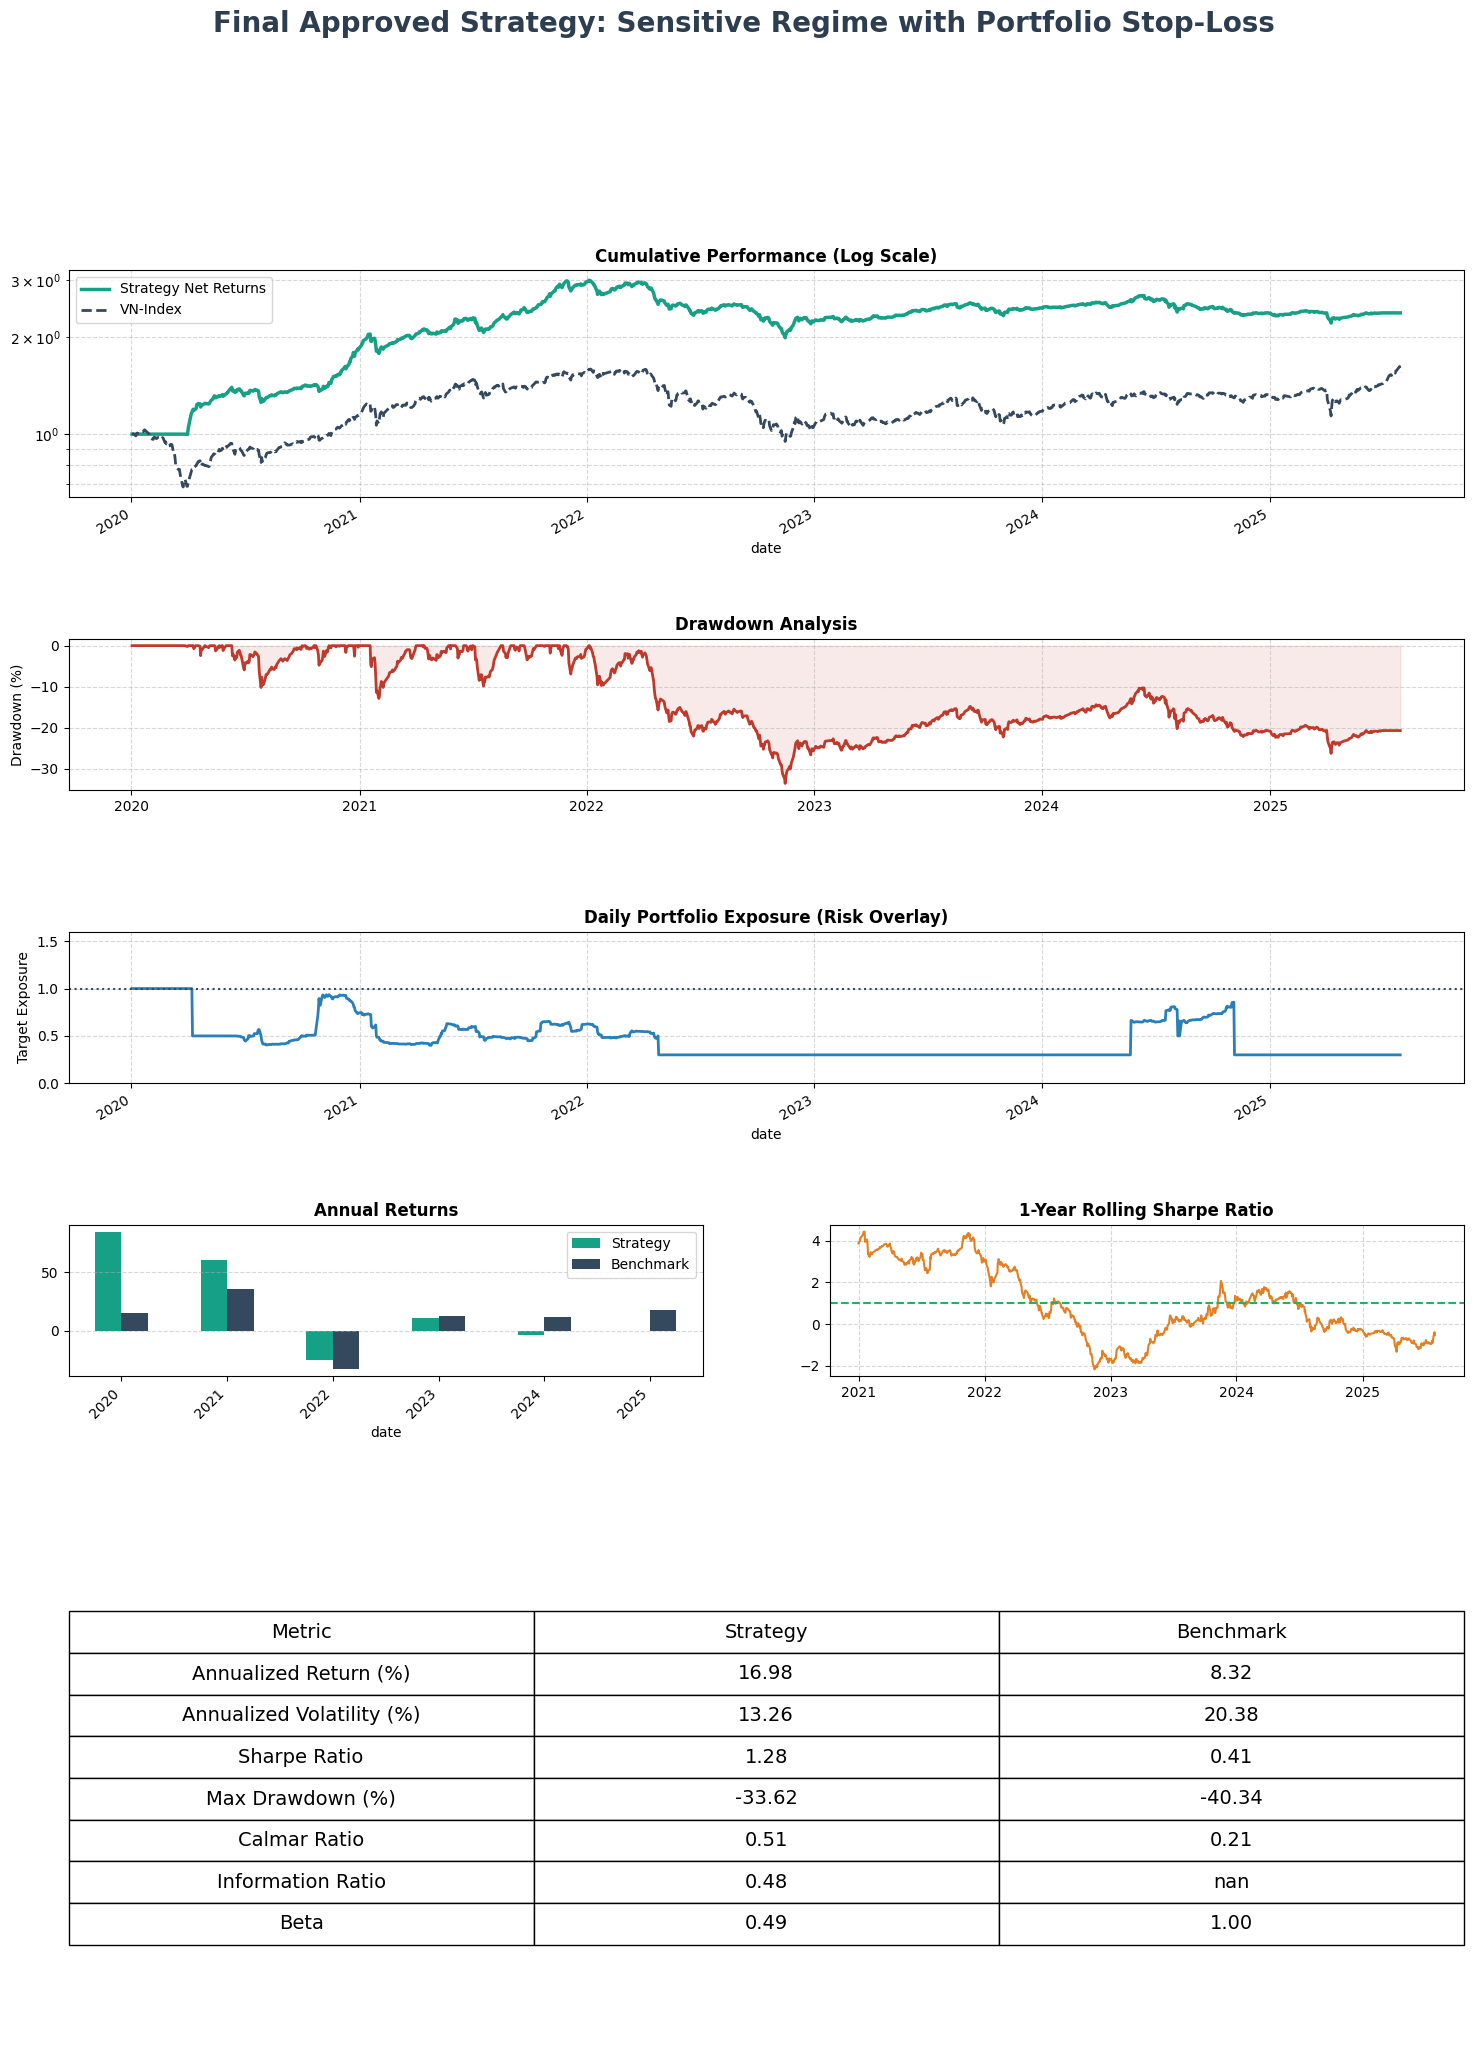 Final Approved Strategy: Sensitive Regime with Portfolio Stop-Loss
Cumulative Performance (Log Scale)
3 × 10⁰
2 × 10⁰
10⁰
Strategy Net Returns
VN-Index
2020 2021 2022 2023 2024 2025
date
Drawdown Analysis
Drawdown (%)
0
−10
−20
−30
2020 2021 2022 2023 2024 2025
Daily Portfolio Exposure (Risk Overlay)
Target Exposure
1.5
1.0
0.5
0.0
2020 2021 2022 2023 2024 2025
date
Annual Returns
50
0
Strategy
Benchmark
2020 2021 2022 2023 2024 2025
date
1-Year Rolling Sharpe Ratio
4
2
0
−2
2021 2022 2023 2024 2025
Metric Strategy Benchmark
Annualized Return (%) 16.98 8.32
Annualized Volatility (%) 13.26 20.38
Sharpe Ratio 1.28 0.41
Max Drawdown (%) -33.62 -40.34
Calmar Ratio 0.51 0.21
Information Ratio 0.48 nan
Beta 0.49 1.00